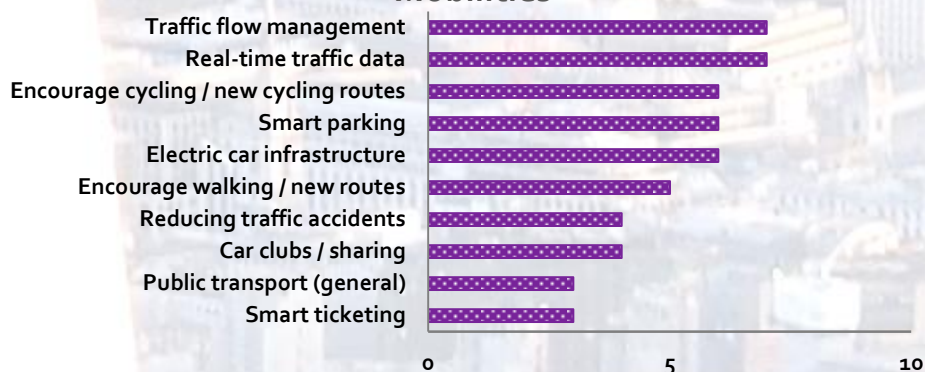 Mobilities
Traffic flow management
Real-time traffic data
Encourage cycling / new cycling routes
Smart parking
Electric car infrastructure
Encourage walking / new routes
Reducing traffic accidents
Car clubs / sharing
Public transport (general)
Smart ticketing
0 5 10